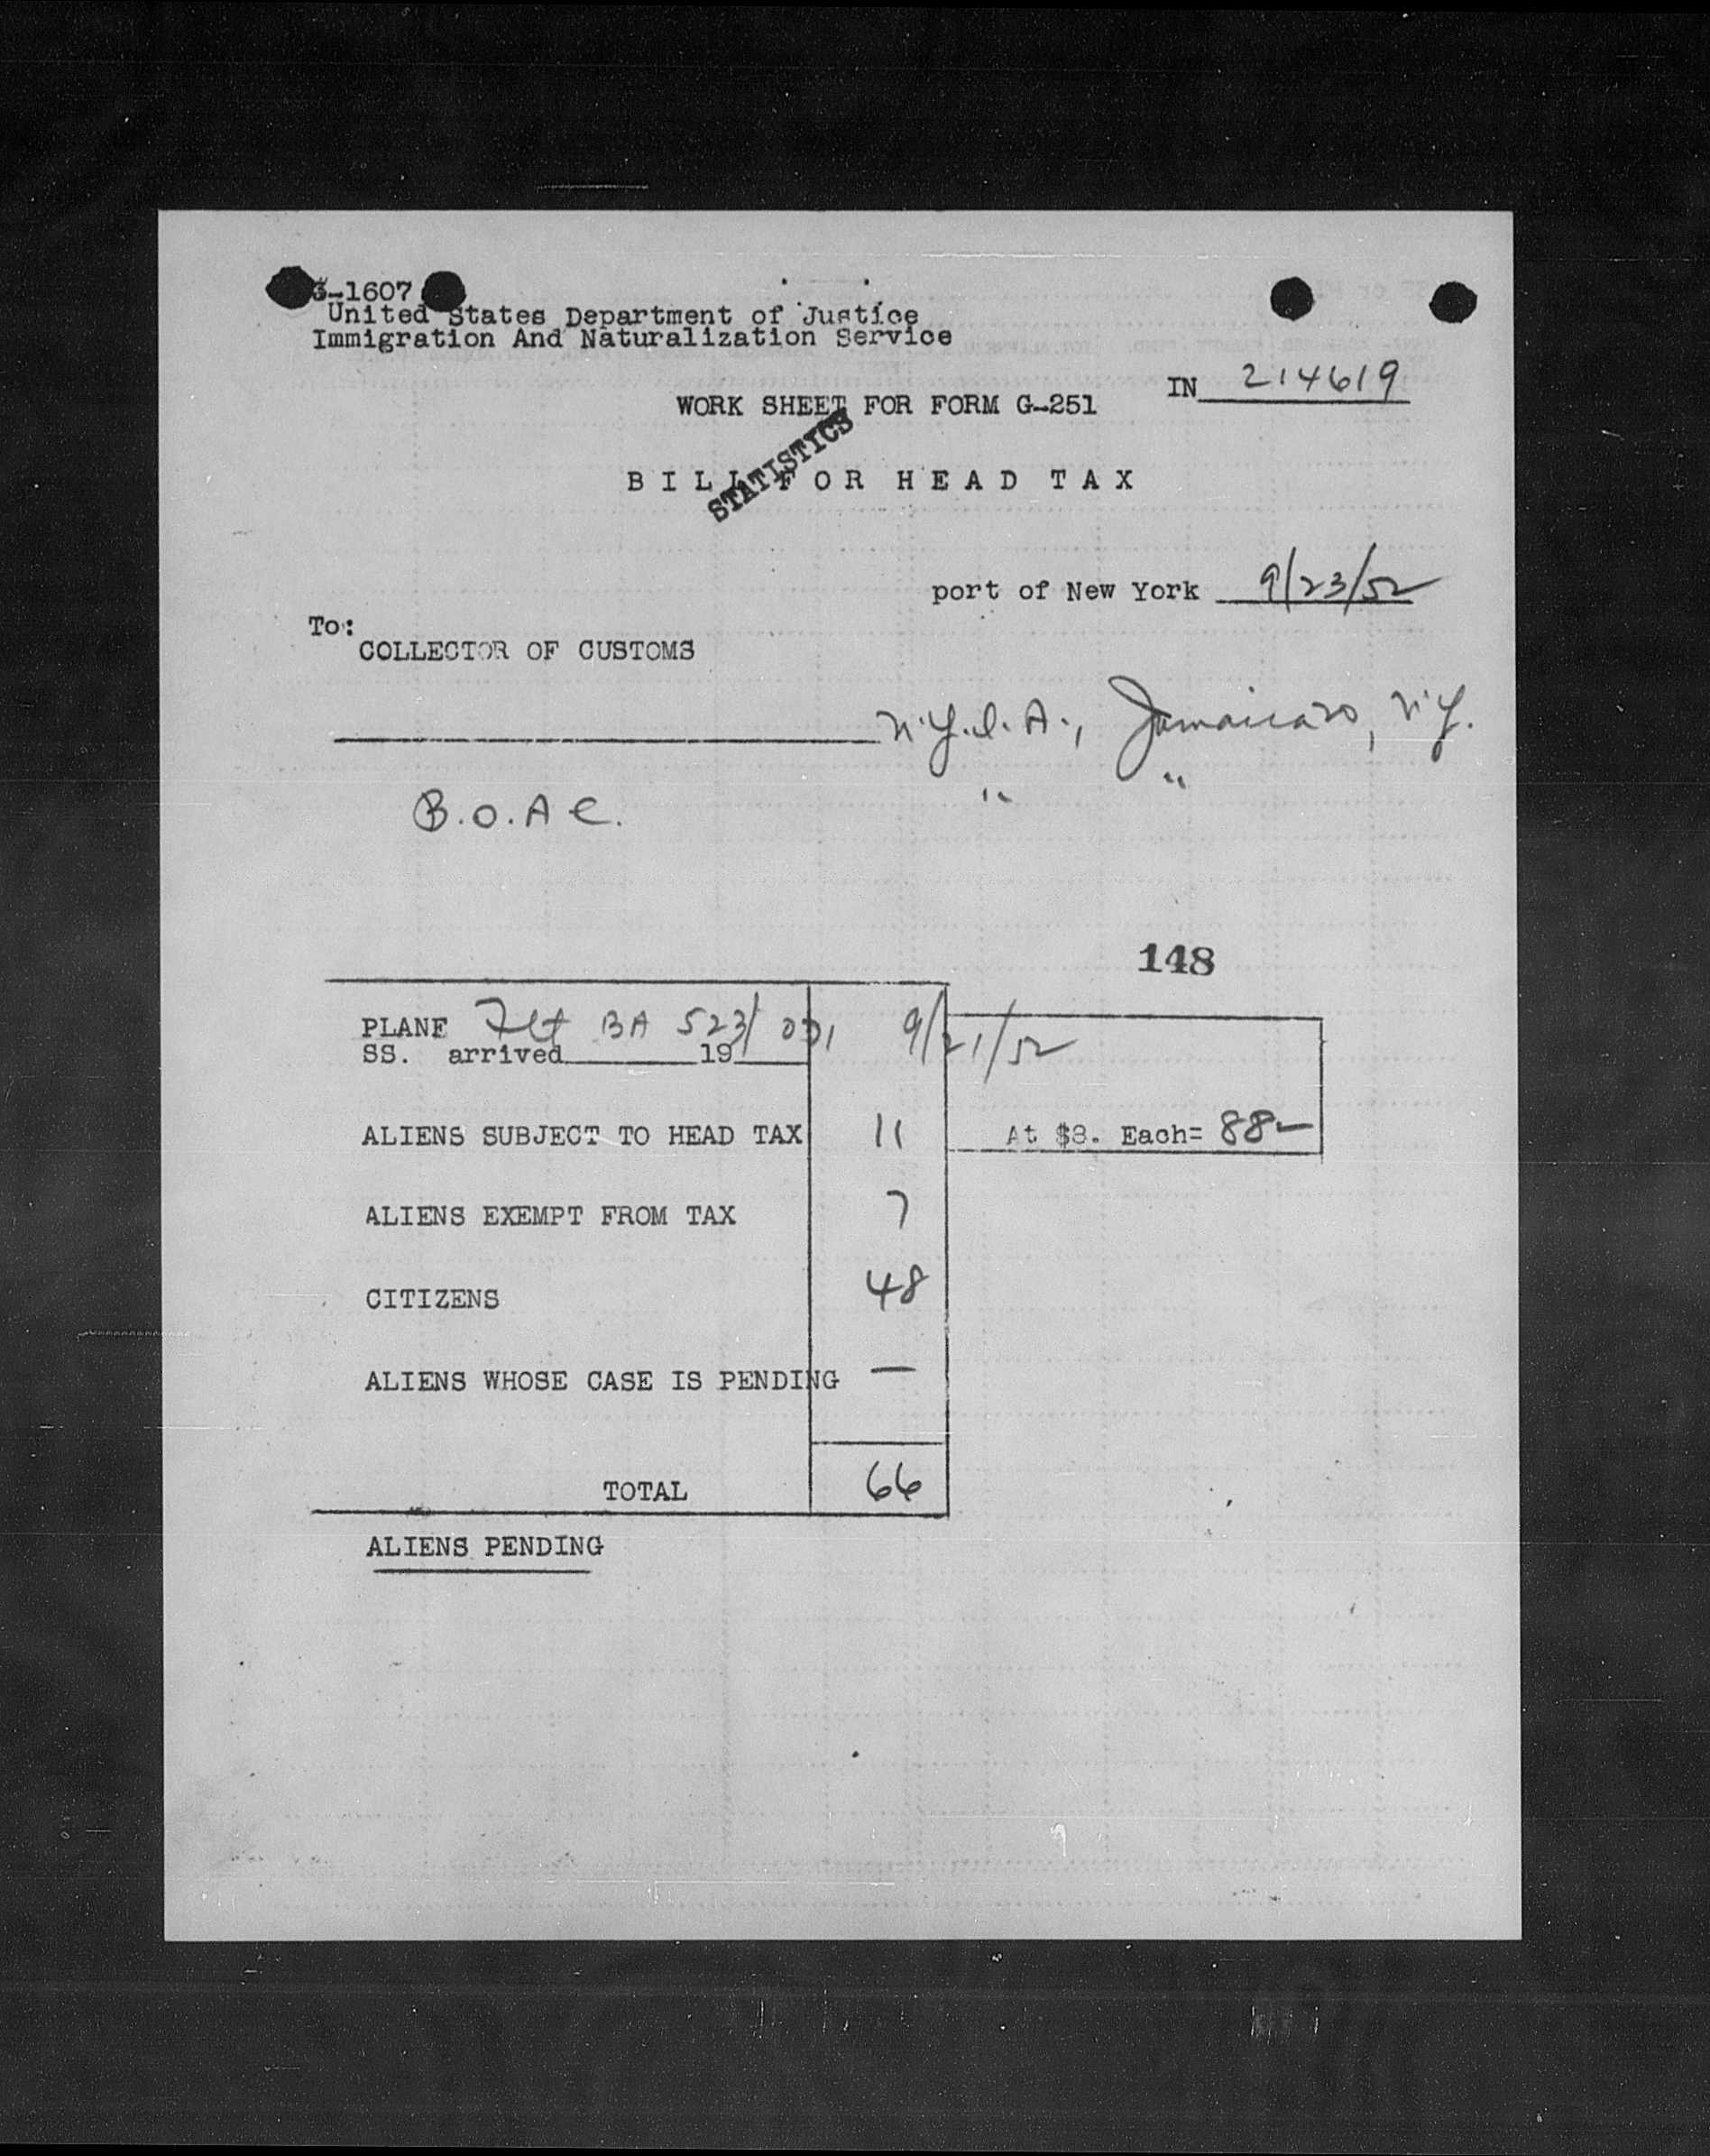 G-1607
United States Department of Justice
Immigration And Naturalization Service
IN 214619
WORK SHEET FOR FORM G-251
STATISTICS
BILL FOR HEAD TAX
port of New York 9/23/52
To:
COLLECTOR OF CUSTOMS
N.Y.I.A., N.Y.
" "
B.O.A.C.
148
PLANE Flt BA 523/031 9/21/52
SS. arrived 19
ALIENS SUBJECT TO HEAD TAX 11 At $8. Each= 88-
ALIENS EXEMPT FROM TAX 7
CITIZENS 48
ALIENS WHOSE CASE IS PENDING —
TOTAL 66
ALIENS PENDING